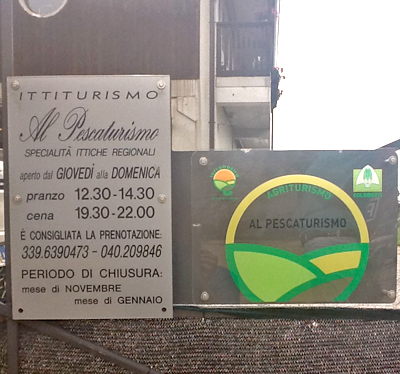 ITTITURISMO
Al Pescaturismo
SPECIALITÀ ITTICHE REGIONALI
aperto dal GIOVEDÌ alla DOMENICA
pranzo 12.30-14.30
cena 19.30-22.00
È CONSIGLIATA LA PRENOTAZIONE:
339.6390473 - 040.209846
PERIODO DI CHIUSURA:
mese di NOVEMBRE
mese di GENNAIO
AGRITURISMO
AL PESCATURISMO